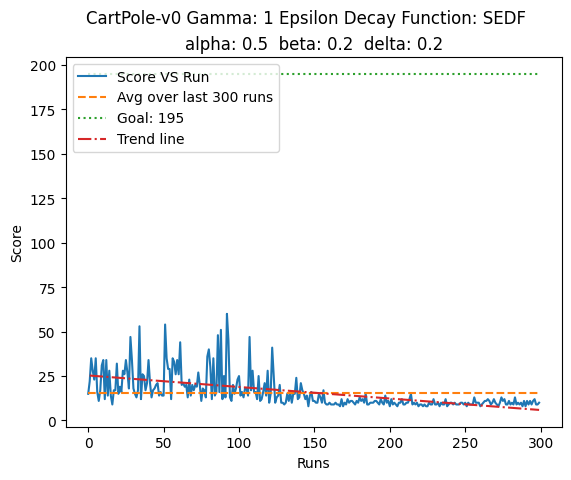 CartPole-v0 Gamma: 1 Epsilon Decay Function: SEDF
alpha: 0.5  beta: 0.2  delta: 0.2
Score VS Run
Avg over last 300 runs
Goal: 195
Trend line
200
175
150
125
100
75
50
25
0
Score
0
50
100
150
200
250
300
Runs